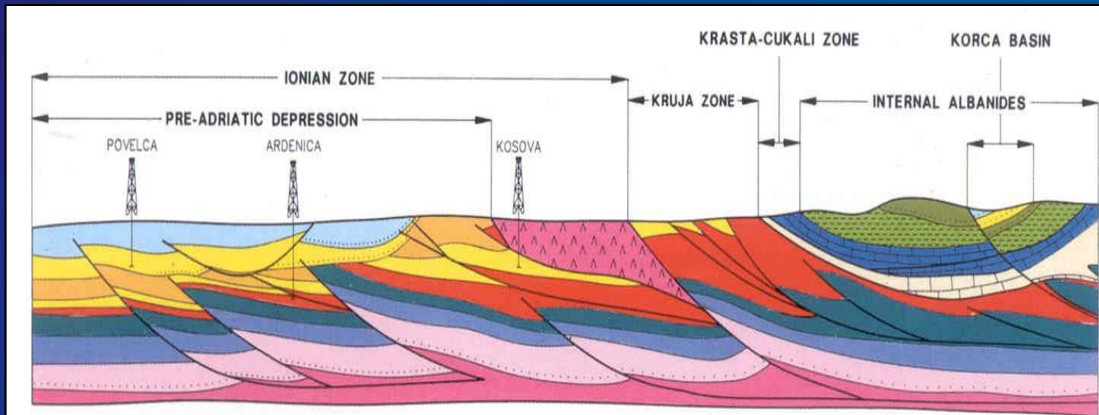 KRASTA-CUKALI ZONE
KORCA BASIN
IONIAN ZONE
KRUJA ZONE
INTERNAL ALBANIDES
PRE-ADRIATIC DEPRESSION
POVELCA
ARDENICA
KOSOVA